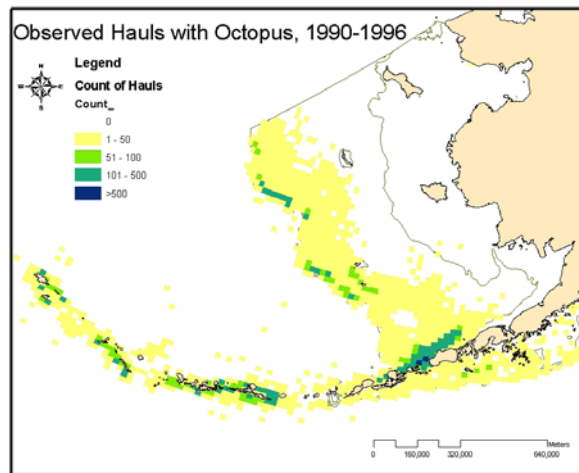 Observed Hauls with Octopus, 1990-1996
Legend
N
W E
S
Count of Hauls
Count_
0
1 - 50
51 - 100
101 - 500
>500
Meters
0 160,000 320,000 640,000